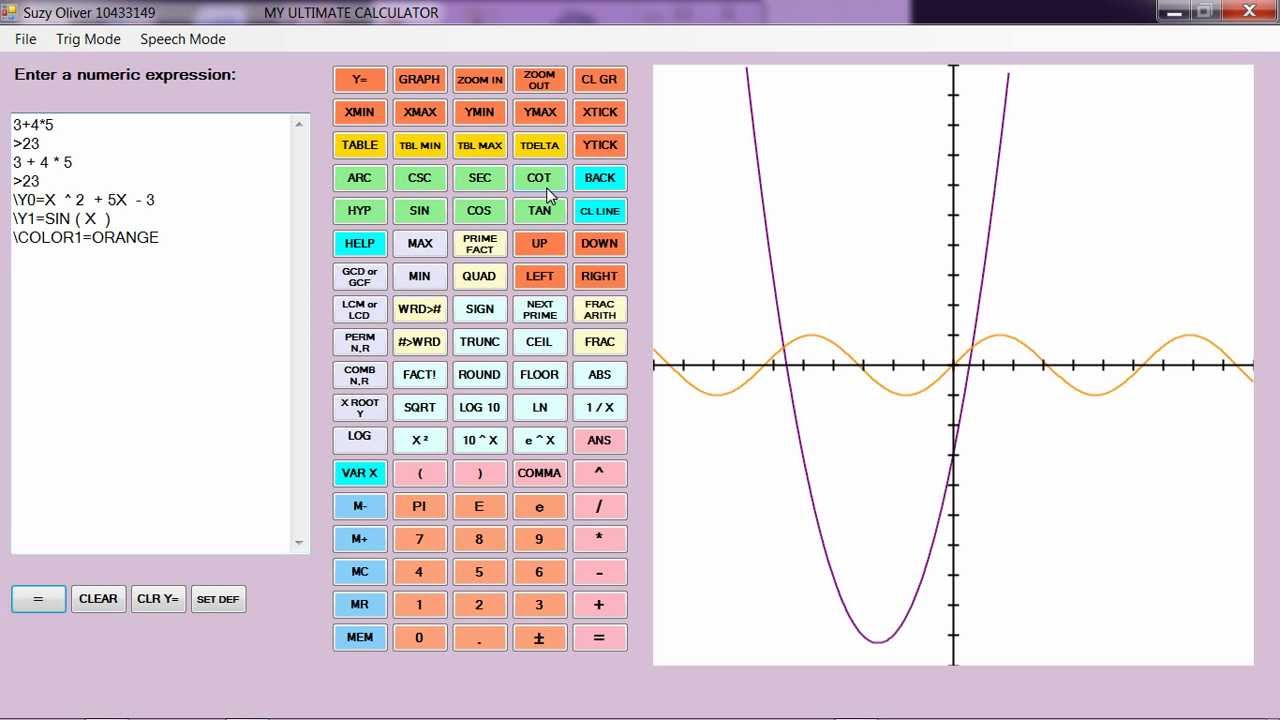 Suzy Oliver 10433149 MY ULTIMATE CALCULATOR
File Trig Mode Speech Mode
Enter a numeric expression:
3+4*5
>23
3 + 4 * 5
>23
\Y0=X ^ 2 + 5X - 3
\Y1=SIN ( X )
\COLOR1=ORANGE
= CLEAR CLR Y= SET DEF
Y= GRAPH ZOOM IN ZOOM OUT CL GR
XMIN XMAX YMIN YMAX XTICK
TABLE TBL MIN TBL MAX TDELTA YTICK
ARC CSC SEC COT BACK
HYP SIN COS TAN CL LINE
HELP MAX PRIME FACT UP DOWN
GCD or GCF MIN QUAD LEFT RIGHT
LCM or LCD WRD># SIGN NEXT PRIME FRAC ARITH
PERM N,R #>WRD TRUNC CEIL FRAC
COMB N,R FACT! ROUND FLOOR ABS
X ROOT Y SQRT LOG 10 LN 1 / X
LOG X ² 10 ^ X e ^ X ANS
VAR X ( ) COMMA ^
M- PI E e /
M+ 7 8 9 *
MC 4 5 6 -
MR 1 2 3 +
MEM 0 . ± =